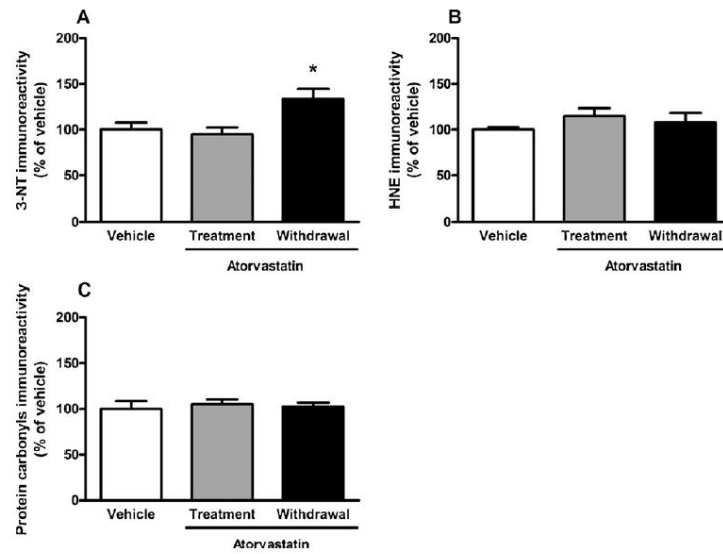 A
3-NT immunoreactivity
(% of vehicle)
200
150
100
50
0
*
Vehicle
Treatment
Withdrawal
Atorvastatin
B
HNE immunoreactivity
(% of vehicle)
200
150
100
50
0
Vehicle
Treatment
Withdrawal
Atorvastatin
C
Protein carbonyls immunoreactivity
(% of vehicle)
200
150
100
50
0
Vehicle
Treatment
Withdrawal
Atorvastatin